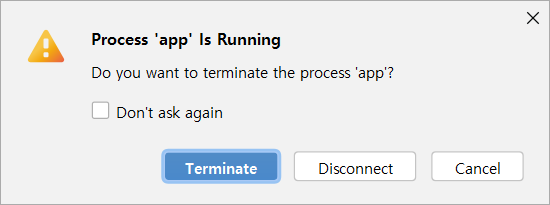 Process 'app' Is Running
Do you want to terminate the process 'app'?
Don't ask again
Terminate Disconnect Cancel